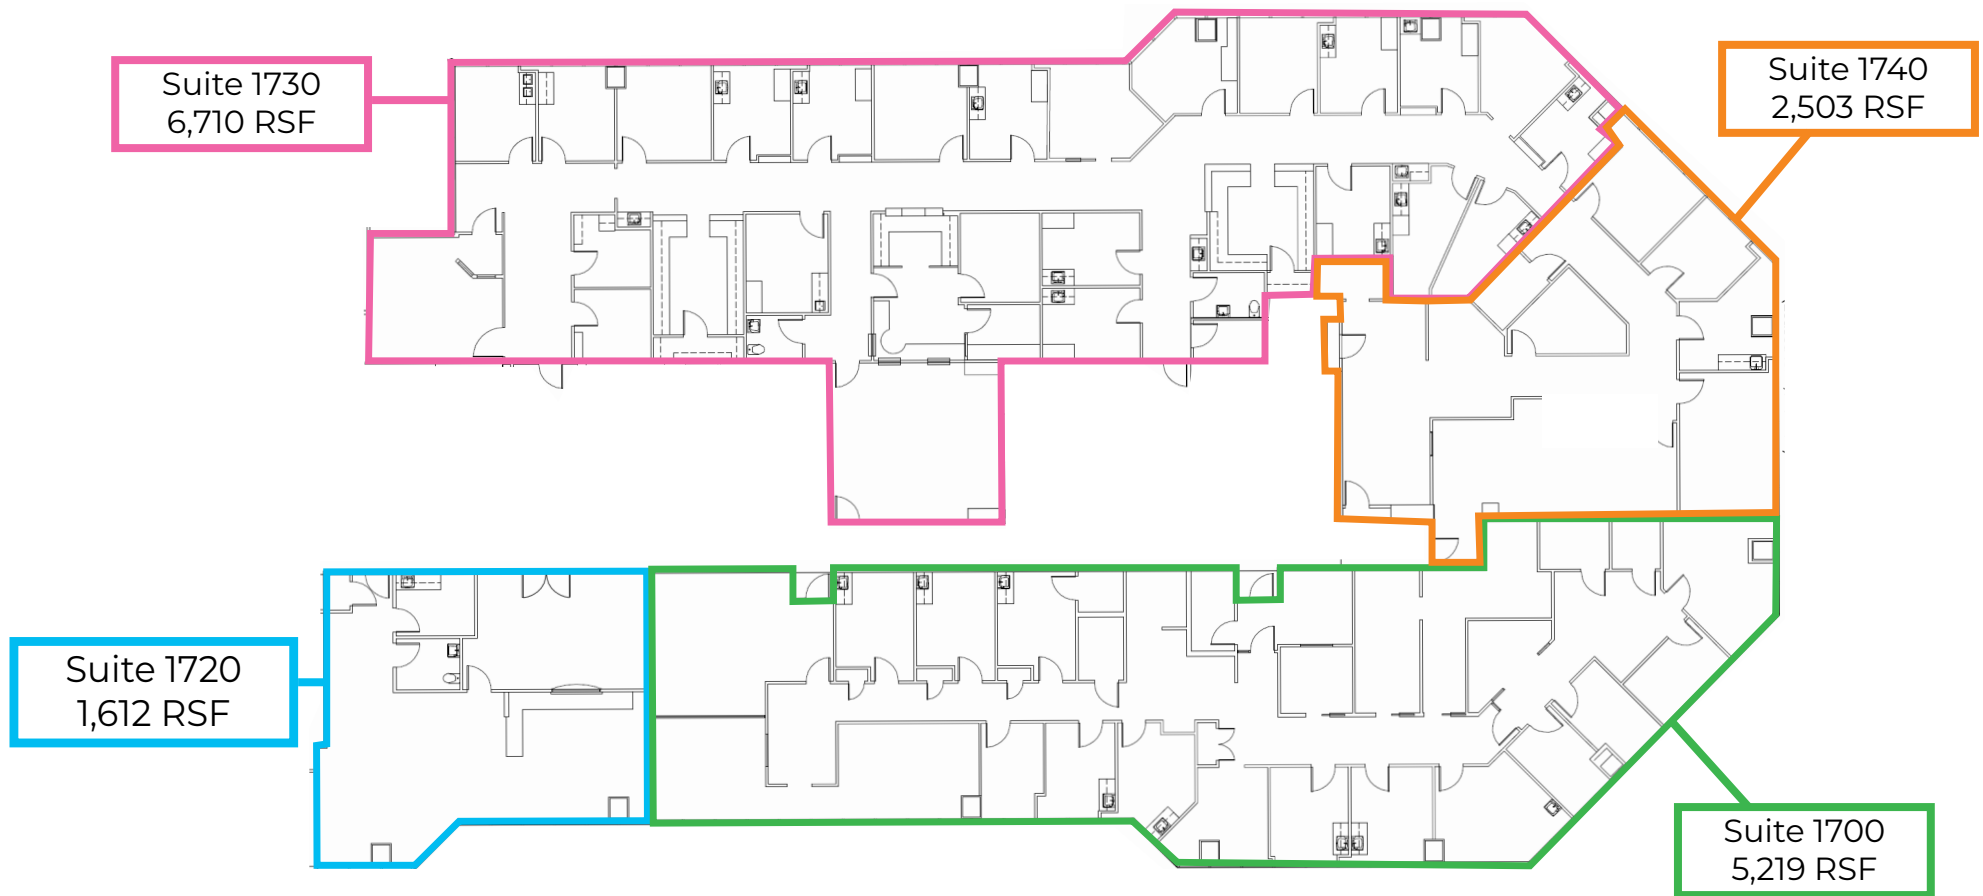 Suite 1730
6,710 RSF
Suite 1740
2,503 RSF
Suite 1720
1,612 RSF
Suite 1700
5,219 RSF